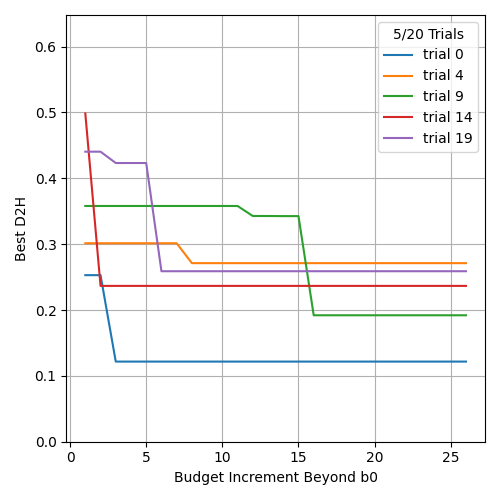 5/20 Trials
trial 0
trial 4
trial 9
trial 14
trial 19
0.6
0.5
0.4
0.3
0.2
0.1
0.0
Best D2H
0 5 10 15 20 25
Budget Increment Beyond b0